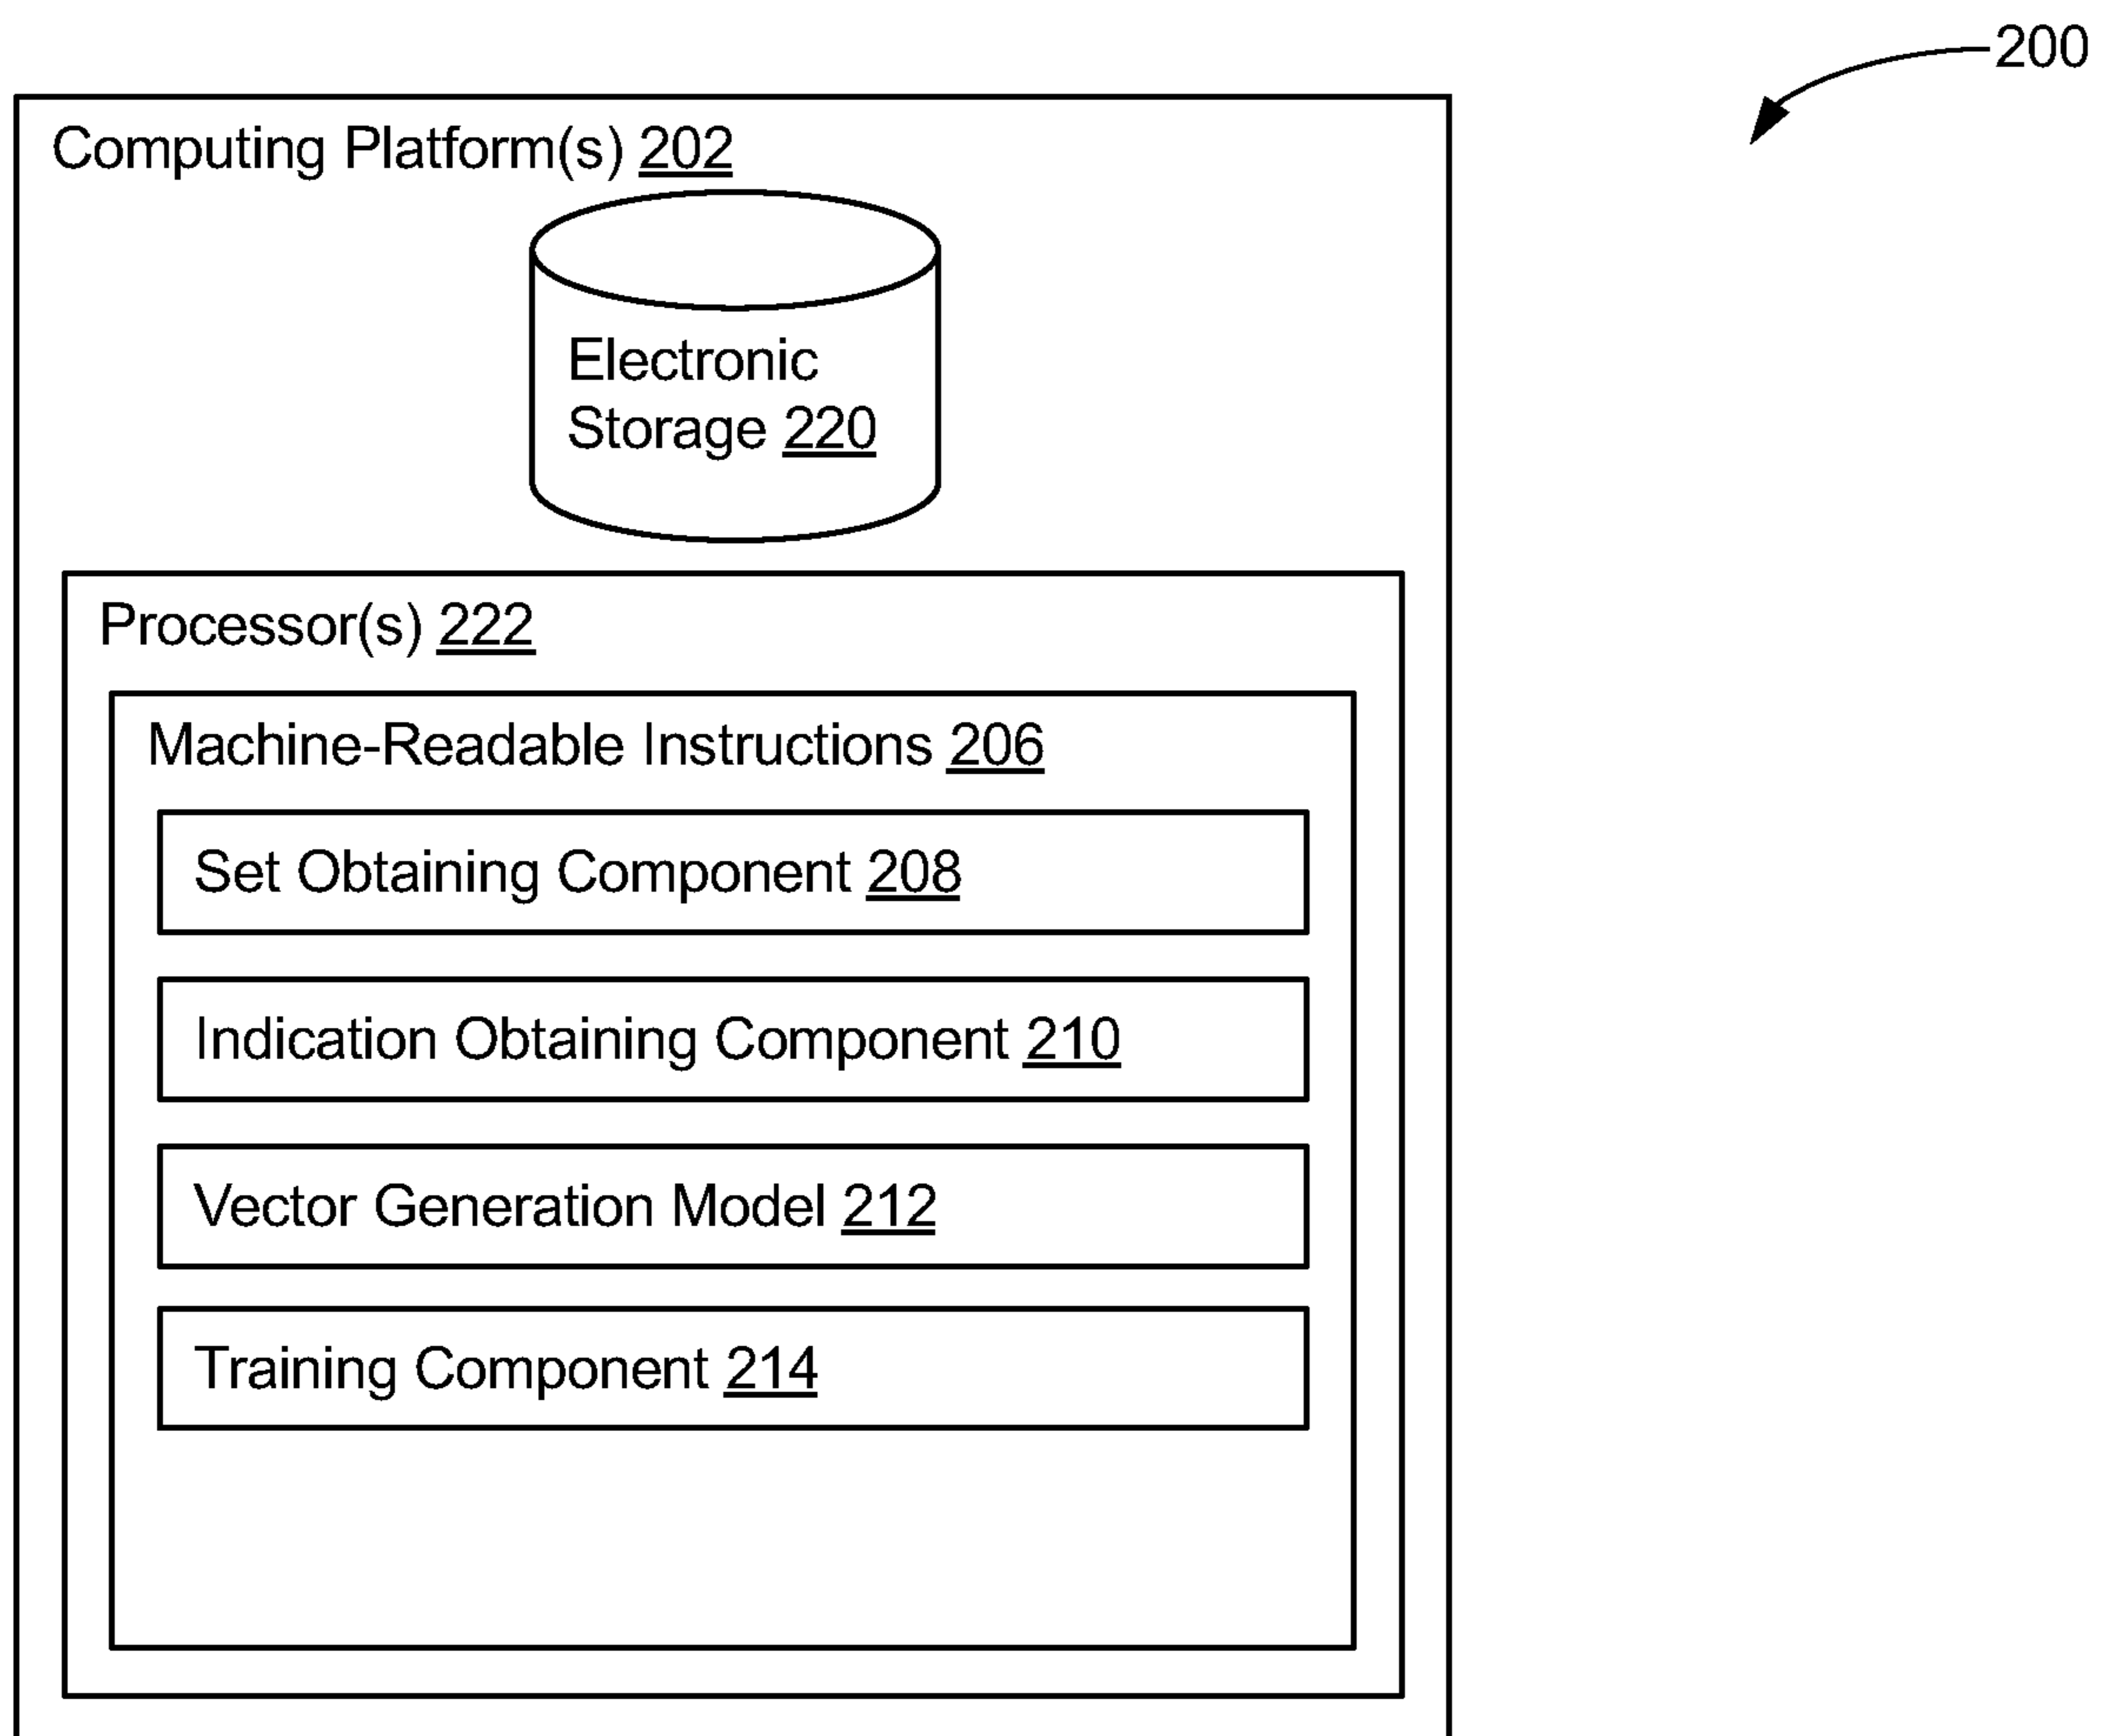 200
Computing Platform(s) 202
Electronic
Storage 220
Processor(s) 222
Machine-Readable Instructions 206
Set Obtaining Component 208
Indication Obtaining Component 210
Vector Generation Model 212
Training Component 214